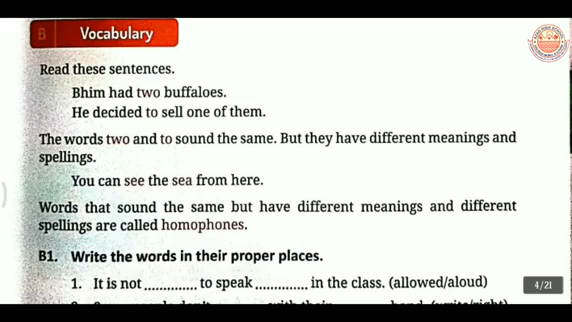 B Vocabulary
Read these sentences.
Bhim had two buffaloes.
He decided to sell one of them.
The words two and to sound the same. But they have different meanings and
spellings.
You can see the sea from here.
Words that sound the same but have different meanings and different
spellings are called homophones.
B1. Write the words in their proper places.
1. It is not .............. to speak .............. in the class. (allowed/aloud)
4/21